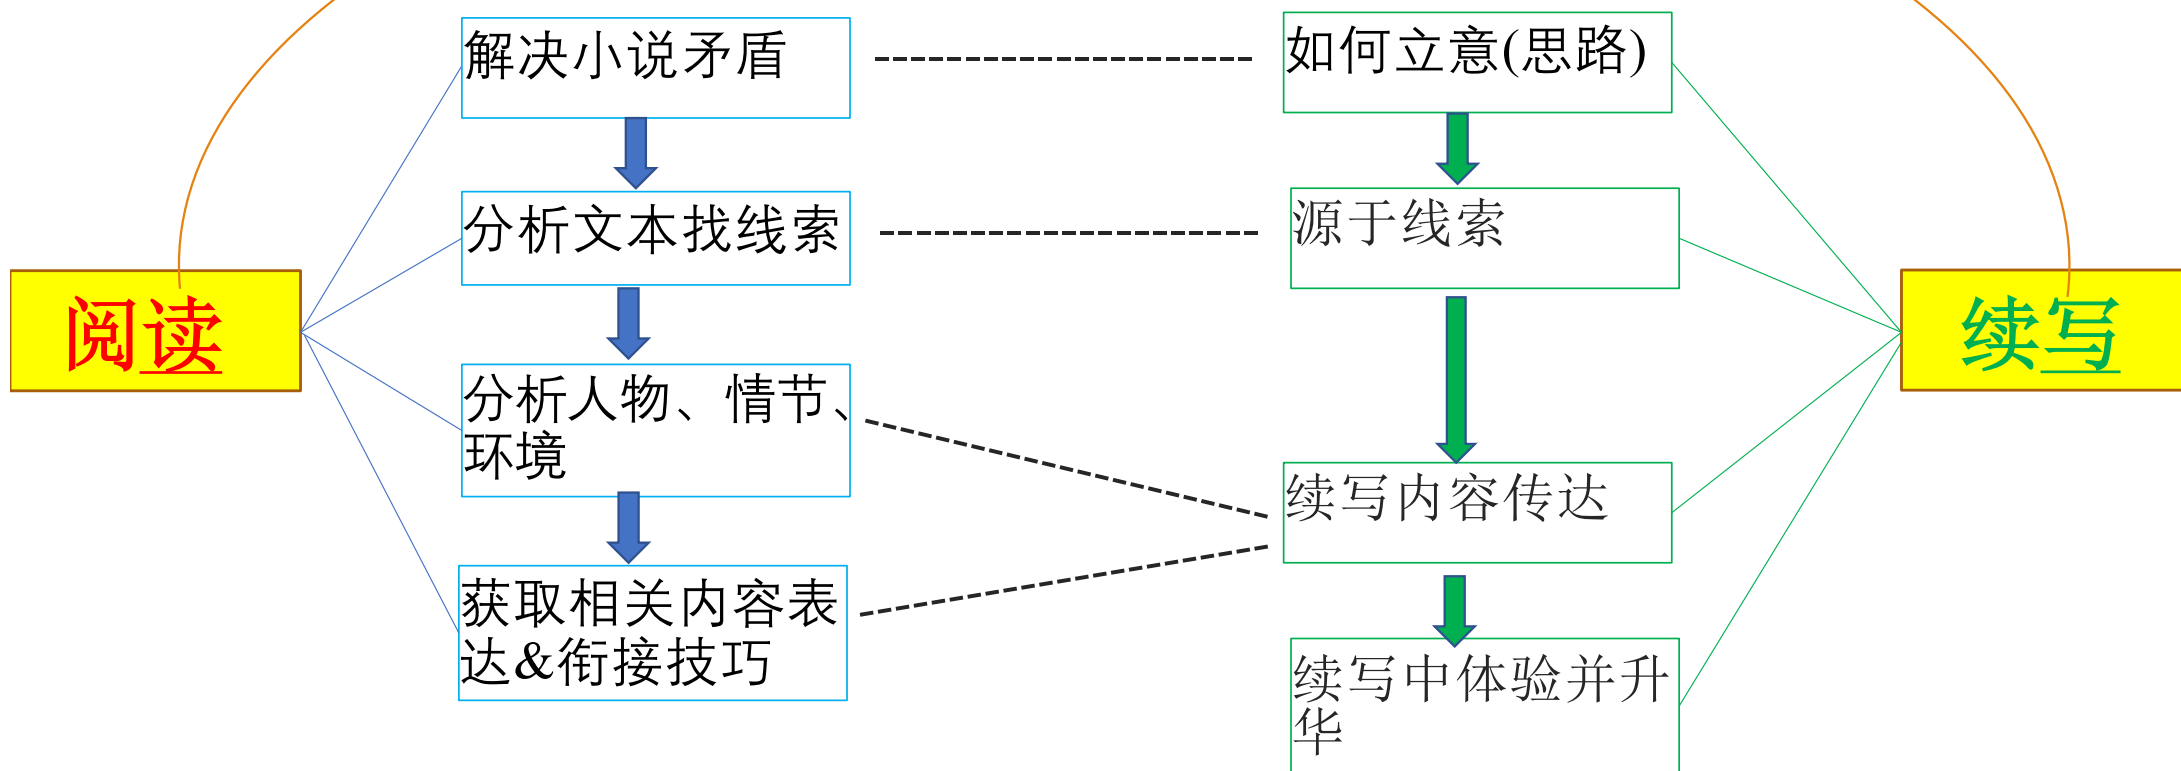 阅读
解决小说矛盾
分析文本找线索
分析人物、情节、
环境
获取相关内容表
达&衔接技巧
如何立意(思路)
源于线索
续写内容传达
续写中体验并升
华
续写